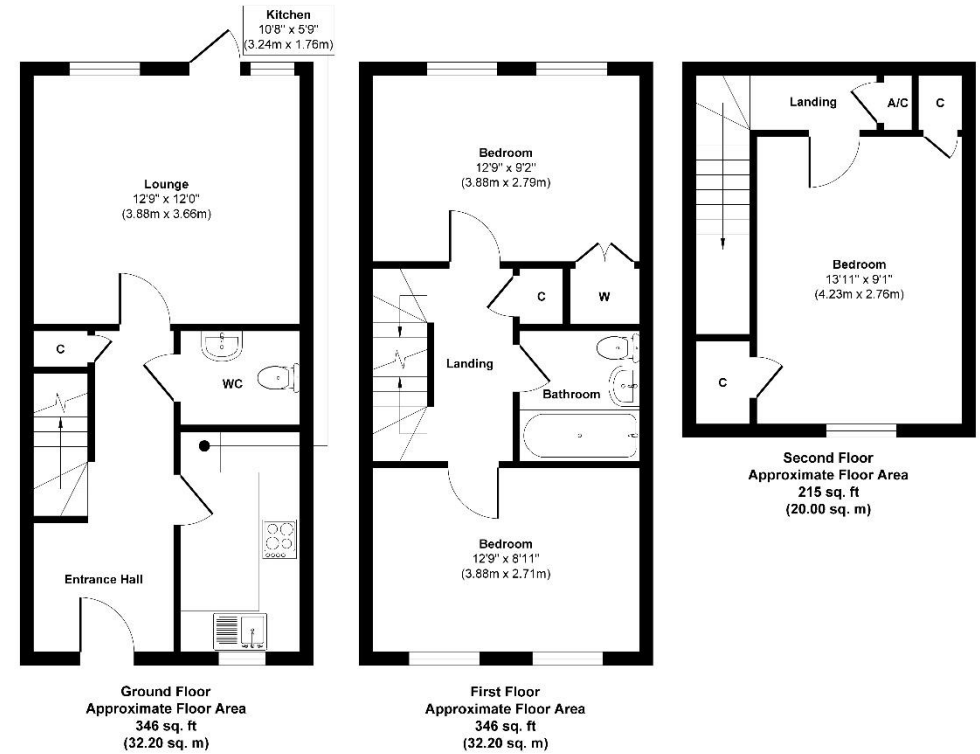 Kitchen
10'8" x 5'9"
(3.24m x 1.76m)
Lounge
12'9" x 12'0"
(3.88m x 3.66m)
C
WC
Entrance Hall
Ground Floor
Approximate Floor Area
346 sq. ft
(32.20 sq. m)
Bedroom
12'9" x 9'2"
(3.88m x 2.79m)
C
W
Landing
Bathroom
Bedroom
12'9" x 8'11"
(3.88m x 2.71m)
First Floor
Approximate Floor Area
346 sq. ft
(32.20 sq. m)
Landing
A/C
C
Bedroom
13'11" x 9'1"
(4.23m x 2.76m)
C
Second Floor
Approximate Floor Area
215 sq. ft
(20.00 sq. m)